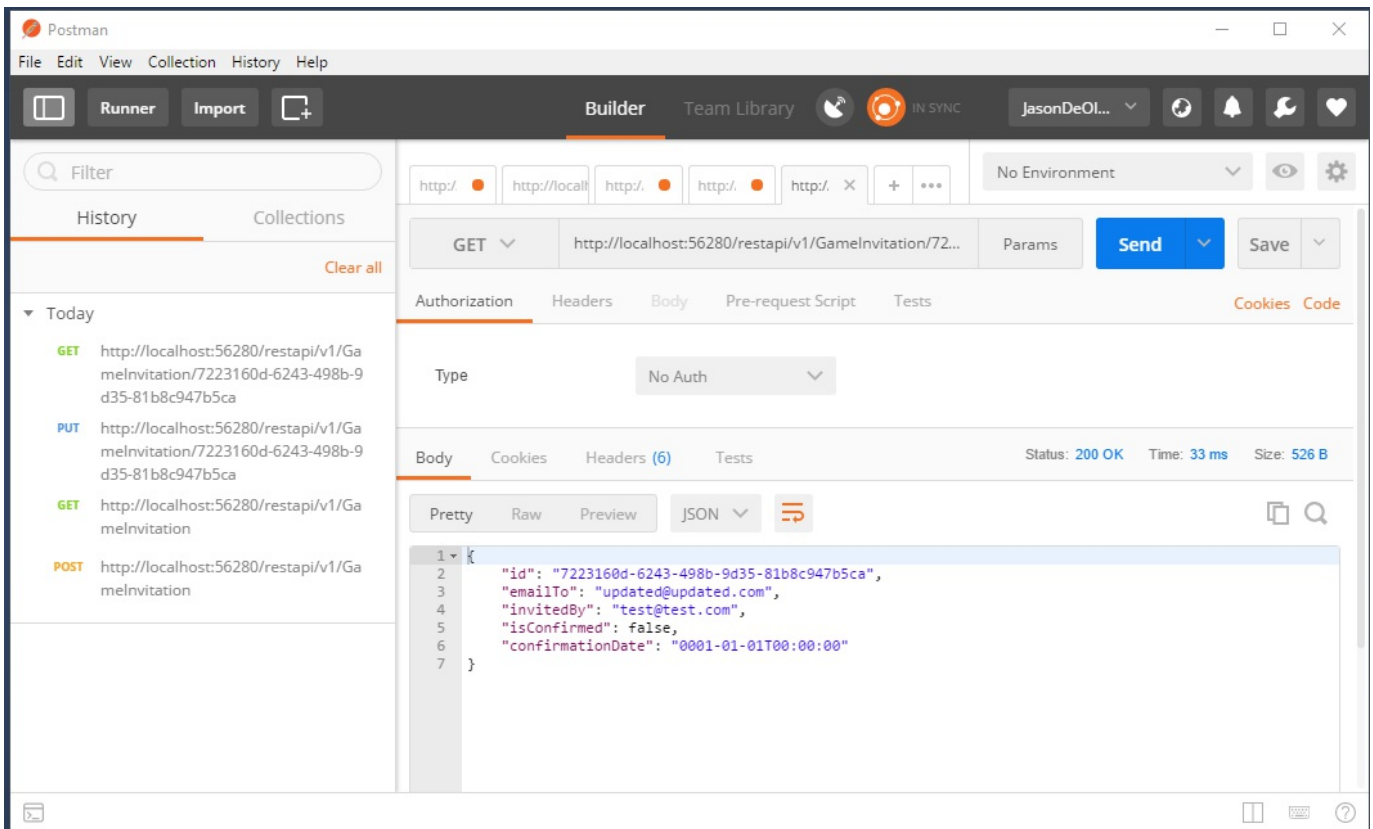 Postman
File Edit View Collection History Help
Runner Import Builder Team Library IN SYNC JasonDeOl...
Filter
History Collections
Clear all
Today
GET http://localhost:56280/restapi/v1/Ga
meInvitation/7223160d-6243-498b-9
d35-81b8c947b5ca
PUT http://localhost:56280/restapi/v1/Ga
meInvitation/7223160d-6243-498b-9
d35-81b8c947b5ca
GET http://localhost:56280/restapi/v1/Ga
meInvitation
POST http://localhost:56280/restapi/v1/Ga
meInvitation
http:/. http://locall http:/. http:/. http:/. × + •••
No Environment
GET http://localhost:56280/restapi/v1/GameInvitation/72... Params Send Save
Authorization Headers Body Pre-request Script Tests Cookies Code
Type No Auth
Body Cookies Headers (6) Tests Status: 200 OK Time: 33 ms Size: 526 B
Pretty Raw Preview JSON
1 {
2 "id": "7223160d-6243-498b-9d35-81b8c947b5ca",
3 "emailTo": "updated@updated.com",
4 "invitedBy": "test@test.com",
5 "isConfirmed": false,
6 "confirmationDate": "0001-01-01T00:00:00"
7 }